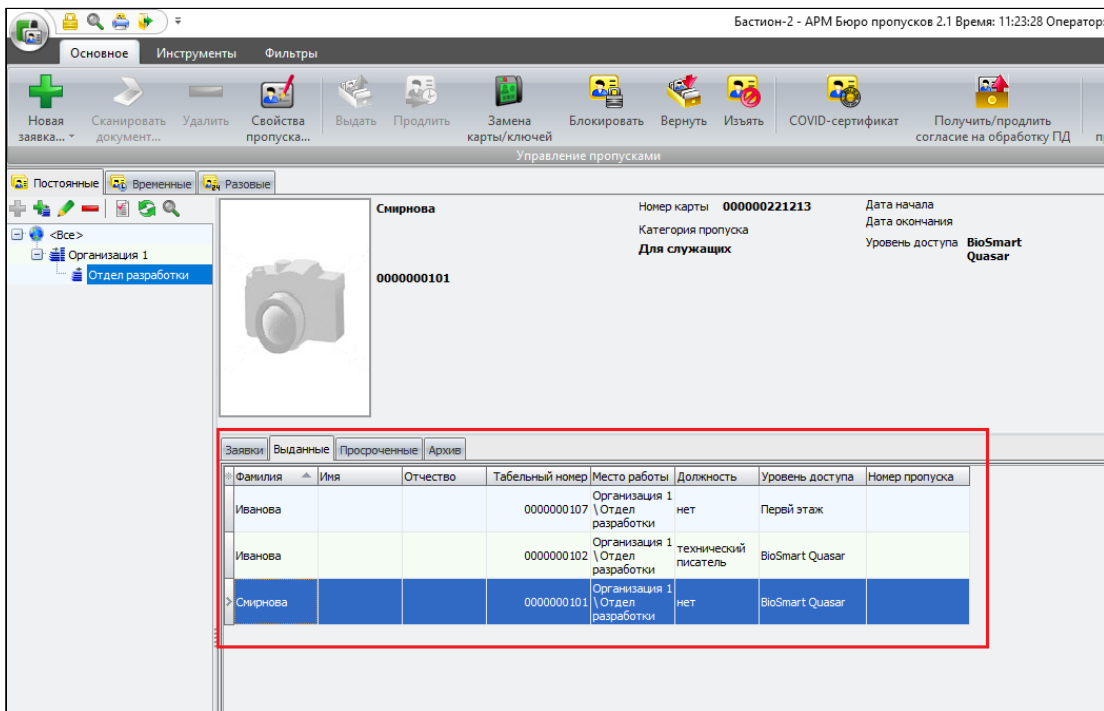 Бастион-2 - АРМ Бюро пропусков 2.1 Время: 11:23:28 Оператор:
Основное Инструменты Фильтры
Новая заявка...
Сканировать документ...
Удалить
Свойства пропуска...
Выдать
Продлить
Замена карты/ключей
Блокировать
Вернуть
Изъять
COVID-сертификат
Получить/продлить согласие на обработку ПД
Управление пропусками
Постоянные Временные Разовые
<Все>
Организация 1
Отдел разработки
Смирнова
0000000101
Номер карты 000000221213
Категория пропуска
Для служащих
Дата начала
Дата окончания
Уровень доступа BioSmart
Quasar
Заявки Выданные Просроченные Архив
Фамилия Имя Отчество Табельный номер Место работы Должность Уровень доступа Номер пропуска
Иванова 0000000107 Организация 1 \Отдел разработки нет Первй этаж
Иванова 0000000102 Организация 1 \Отдел разработки технический писатель BioSmart Quasar
Смирнова 0000000101 Организация 1 \Отдел разработки нет BioSmart Quasar